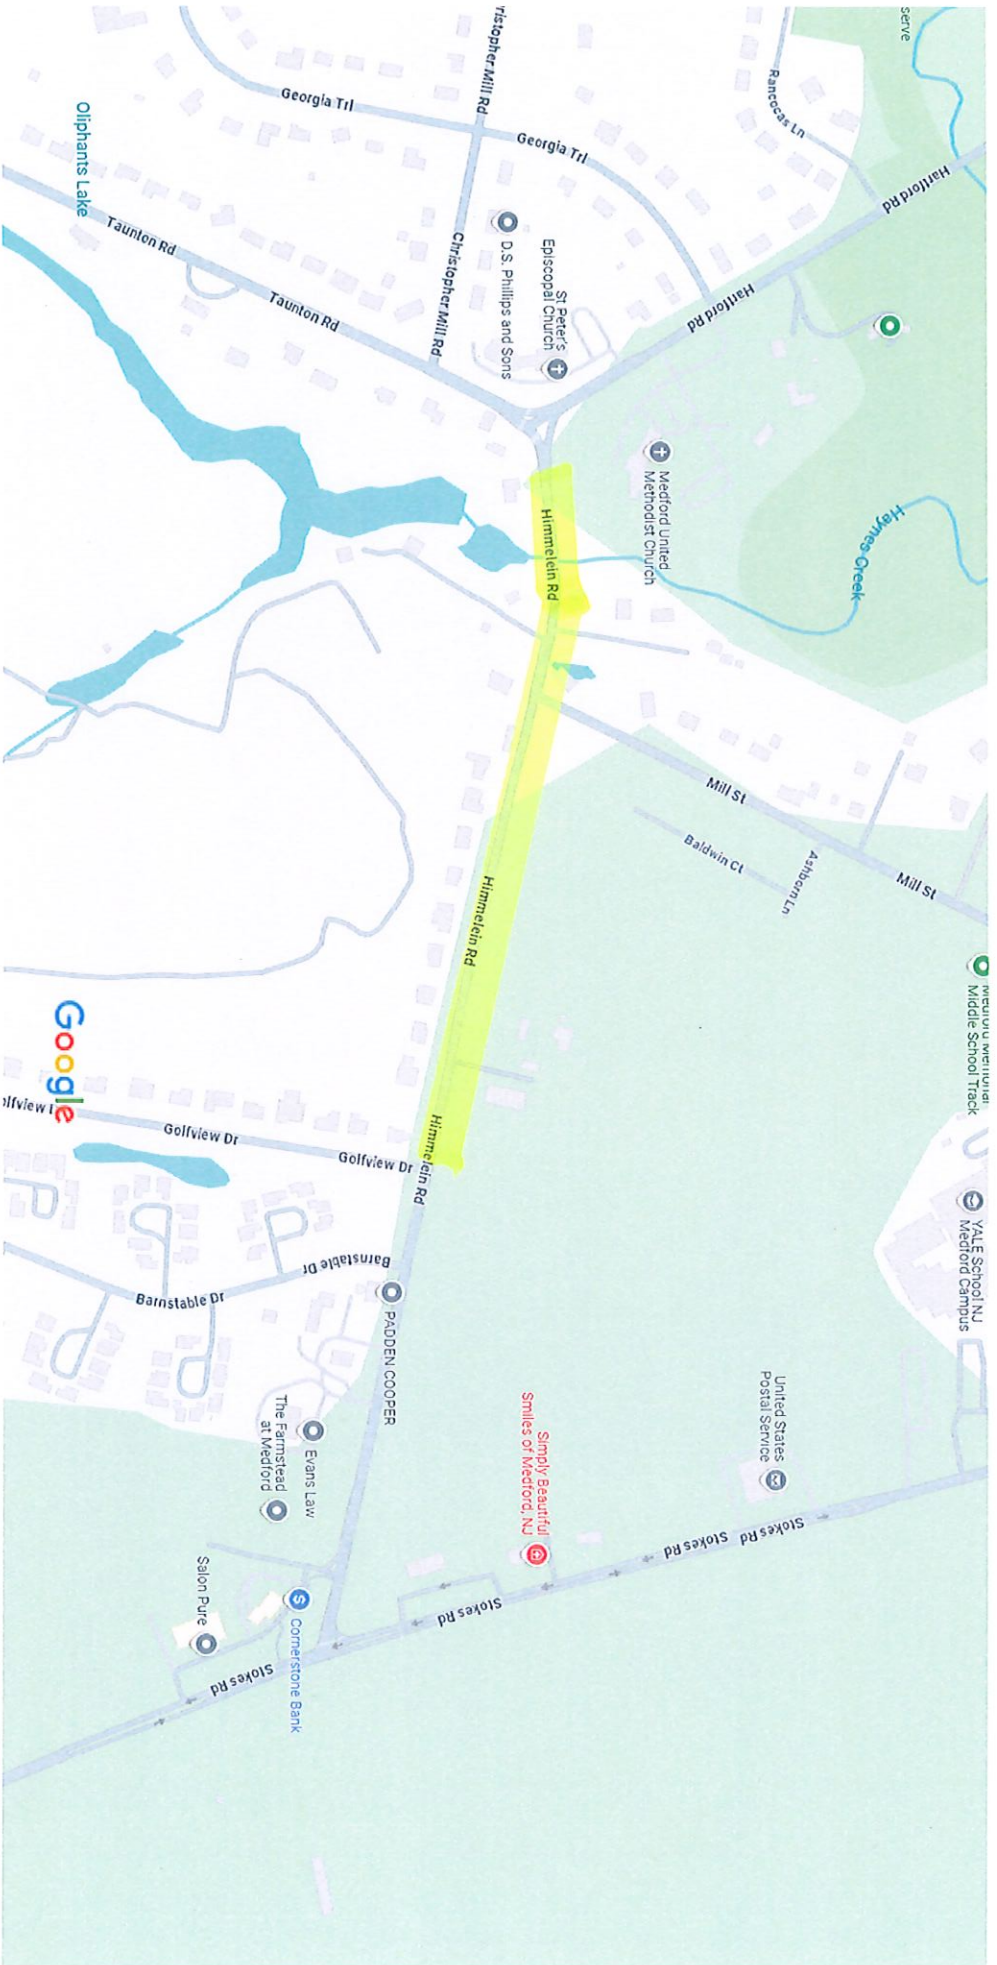 serve
ristopher Mill Rd
Rancocas Ln
Georgia Trl
Georgia Trl
Hartford Rd
Oliphants Lake
Taunton Rd
Christopher Mill Rd
D.S. Phillips and Sons
St Peter's
Episcopal Church
Hartford Rd
Taunton Rd
Medford United
Methodist Church
Haynes Creek
Himmelein Rd
Mill St
Baldwin Ct
Ashborn Ln
Mill St
Himmelein Rd
Middle School Track
Google
Golfview Dr
Golfview Dr
Himmelein Rd
YALE School NJ
Medford Campus
Barnstable Dr
Barnstable Dr
PADDEN COOPER
United States
Postal Service
Simply Beautiful
Smiles of Medford, NJ
The Farmstead
at Medford
Evans Law
Stokes Rd
Stokes Rd
Salon Pure
Stokes Rd
Cornerstone Bank
Stokes Rd